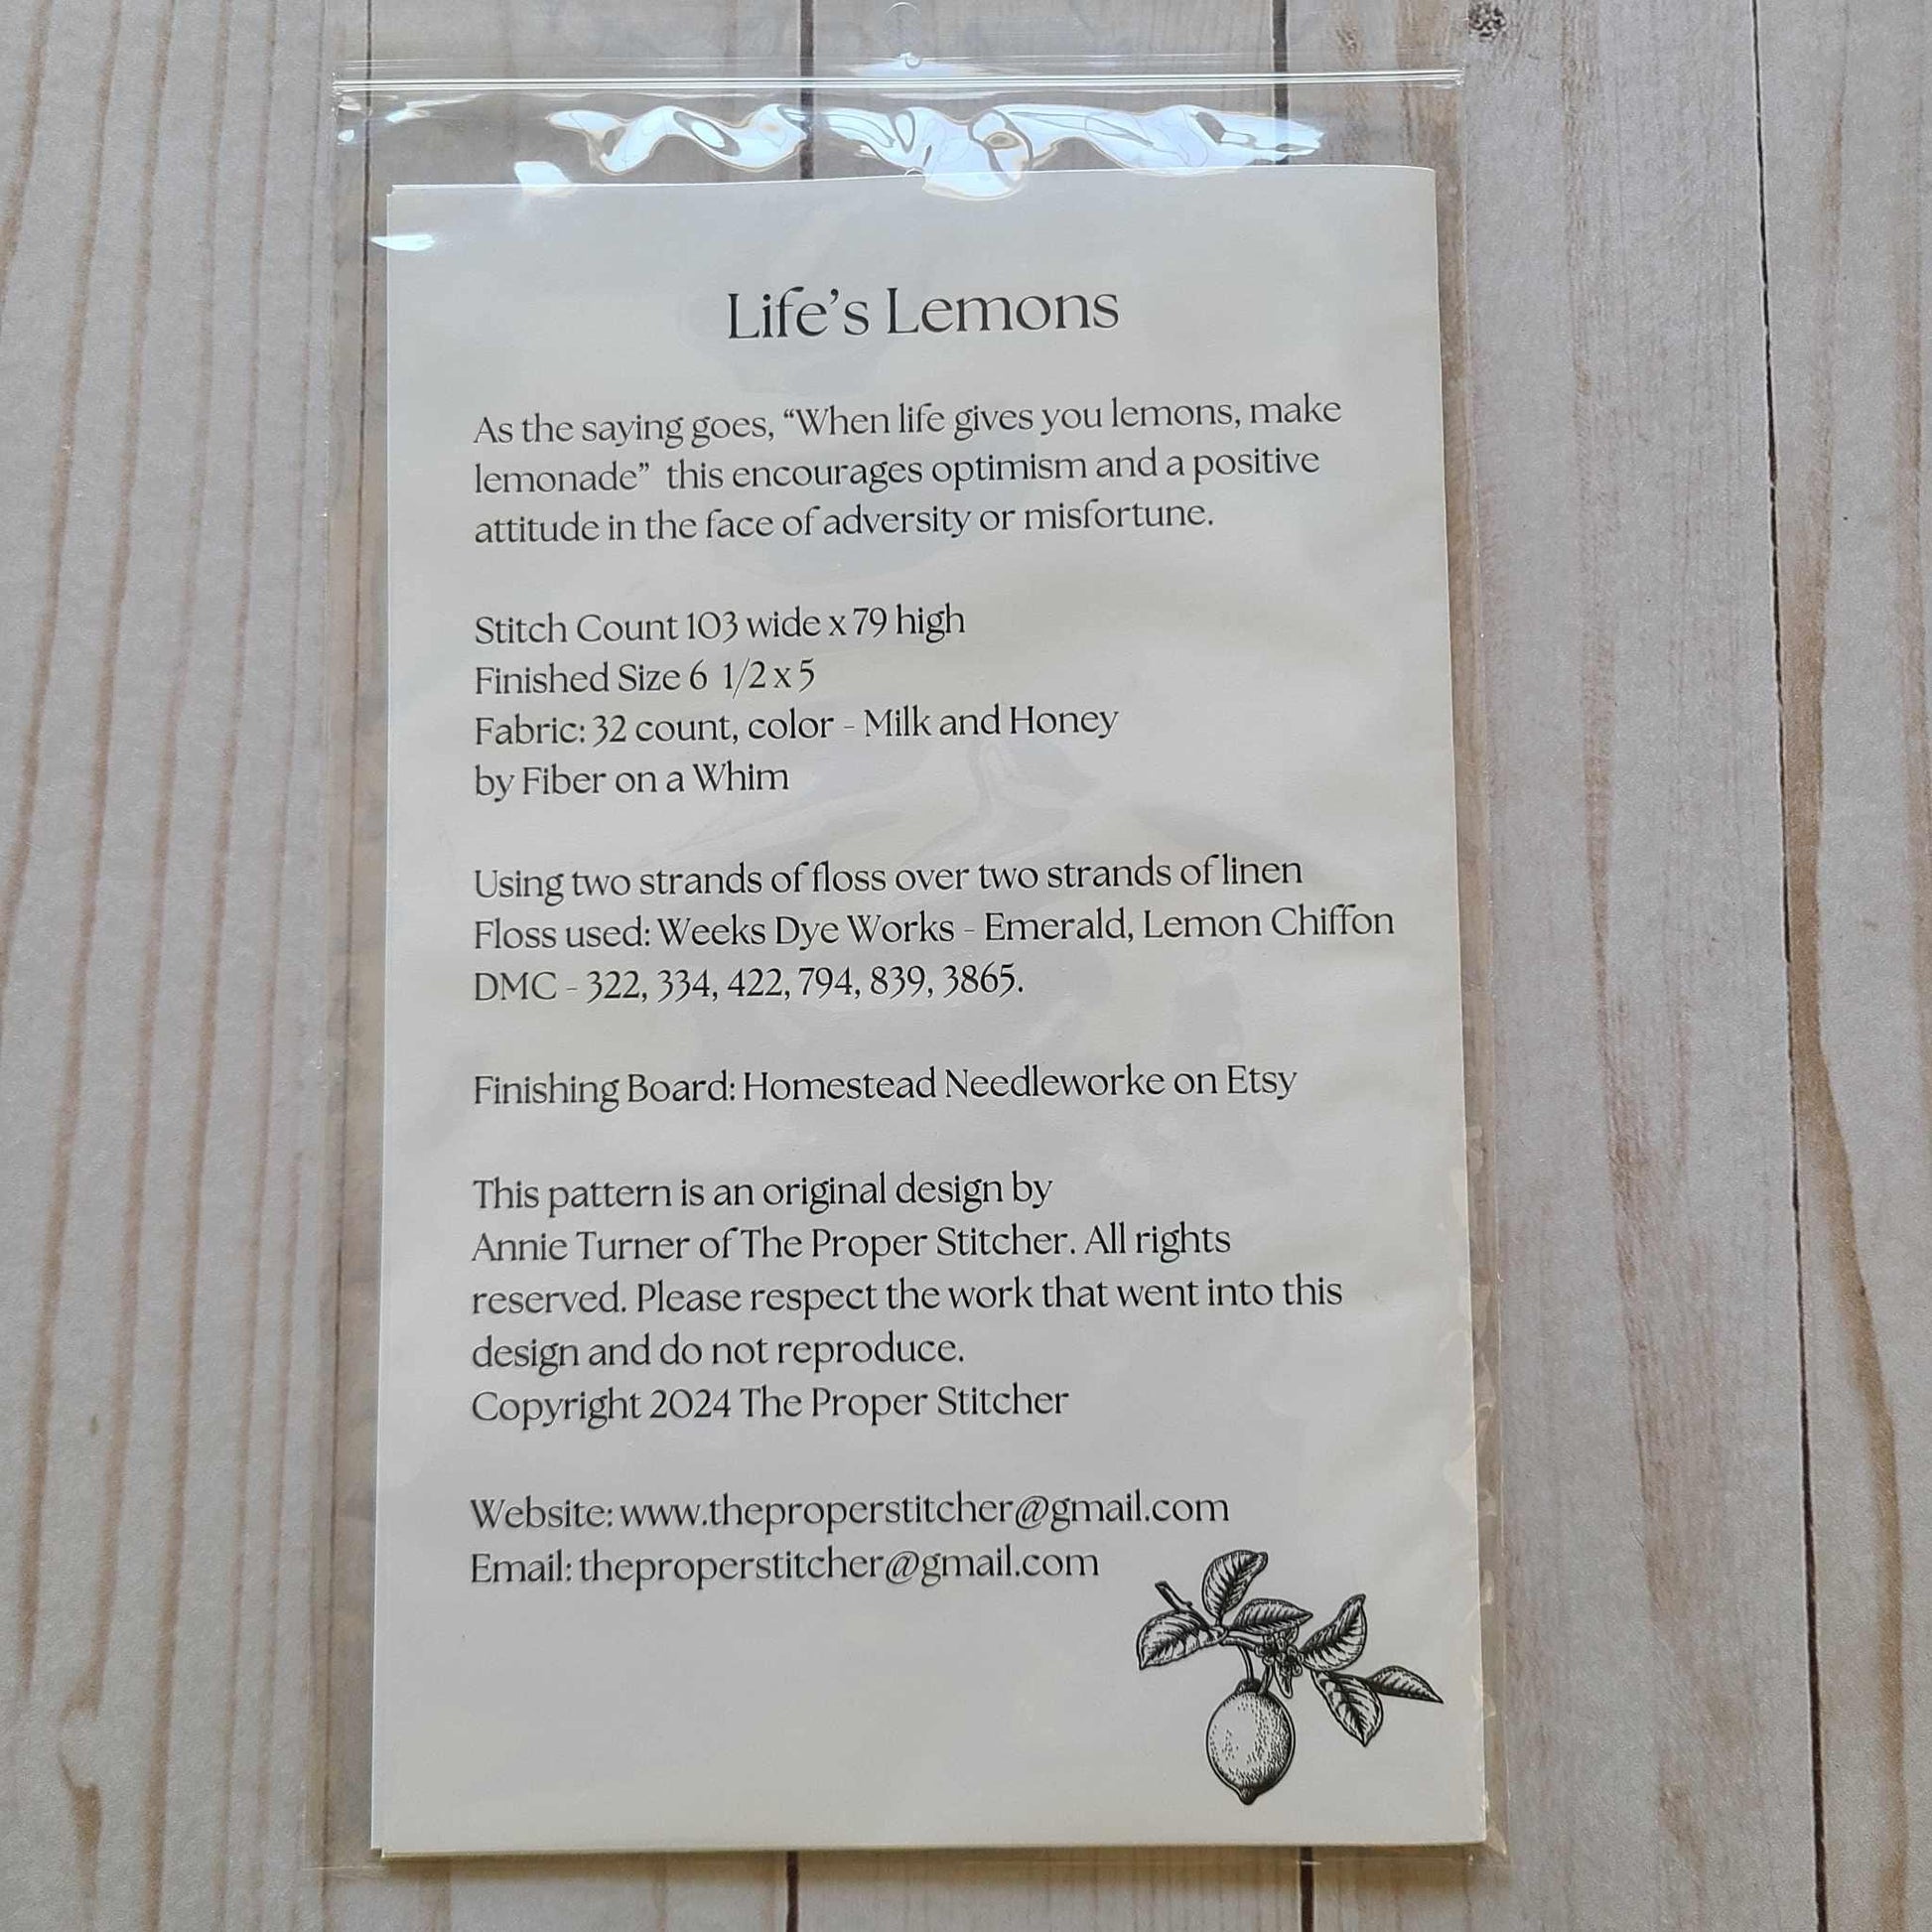 Life's Lemons
As the saying goes, “When life gives you lemons, make
lemonade”  this encourages optimism and a positive
attitude in the face of adversity or misfortune.
Stitch Count 103 wide x 79 high
Finished Size 6  1/2 x 5
Fabric: 32 count, color - Milk and Honey
by Fiber on a Whim
Using two strands of floss over two strands of linen
Floss used: Weeks Dye Works - Emerald, Lemon Chiffon
DMC - 322, 334, 422, 794, 839, 3865.
Finishing Board: Homestead Needleworke on Etsy
This pattern is an original design by
Annie Turner of The Proper Stitcher. All rights
reserved. Please respect the work that went into this
design and do not reproduce.
Copyright 2024 The Proper Stitcher
Website: www.theproperstitcher@gmail.com
Email: theproperstitcher@gmail.com